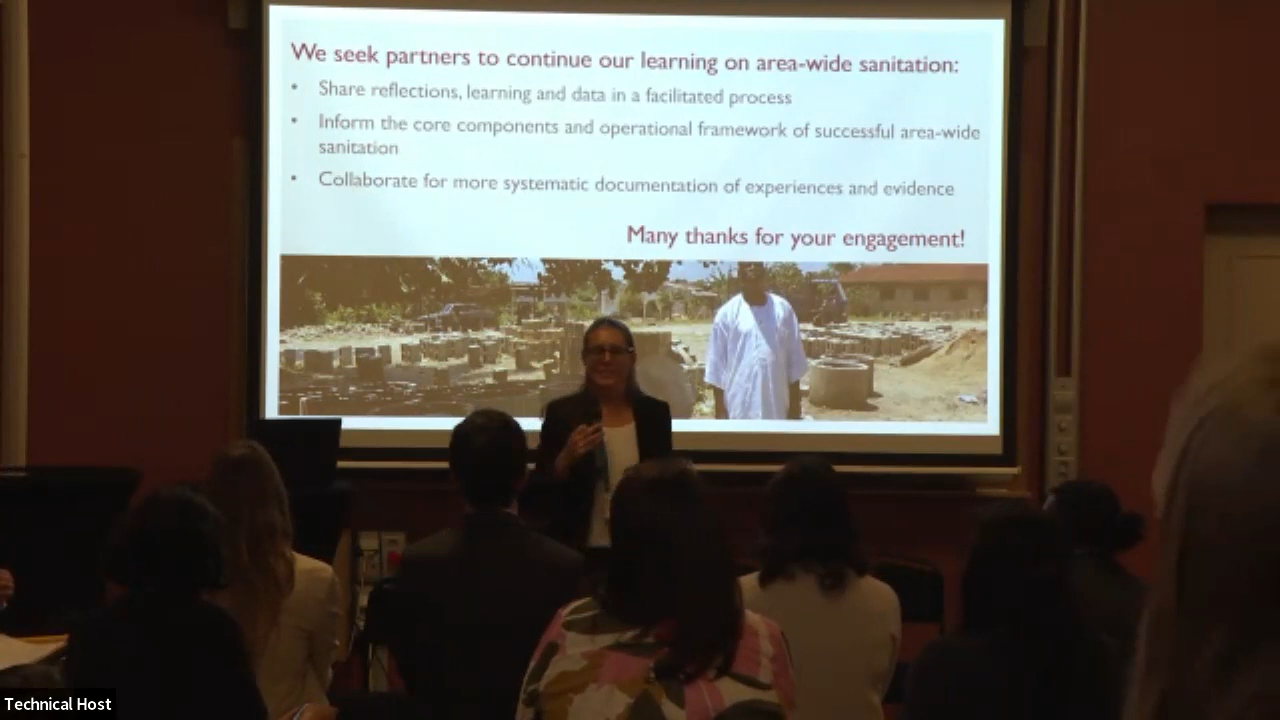 We seek partners to continue our learning on area-wide sanitation:
• Share reflections, learning and data in a facilitated process
• Inform the core components and operational framework of successful area-wide
sanitation
• Collaborate for more systematic documentation of experiences and evidence
Many thanks for your engagement!
Technical Host